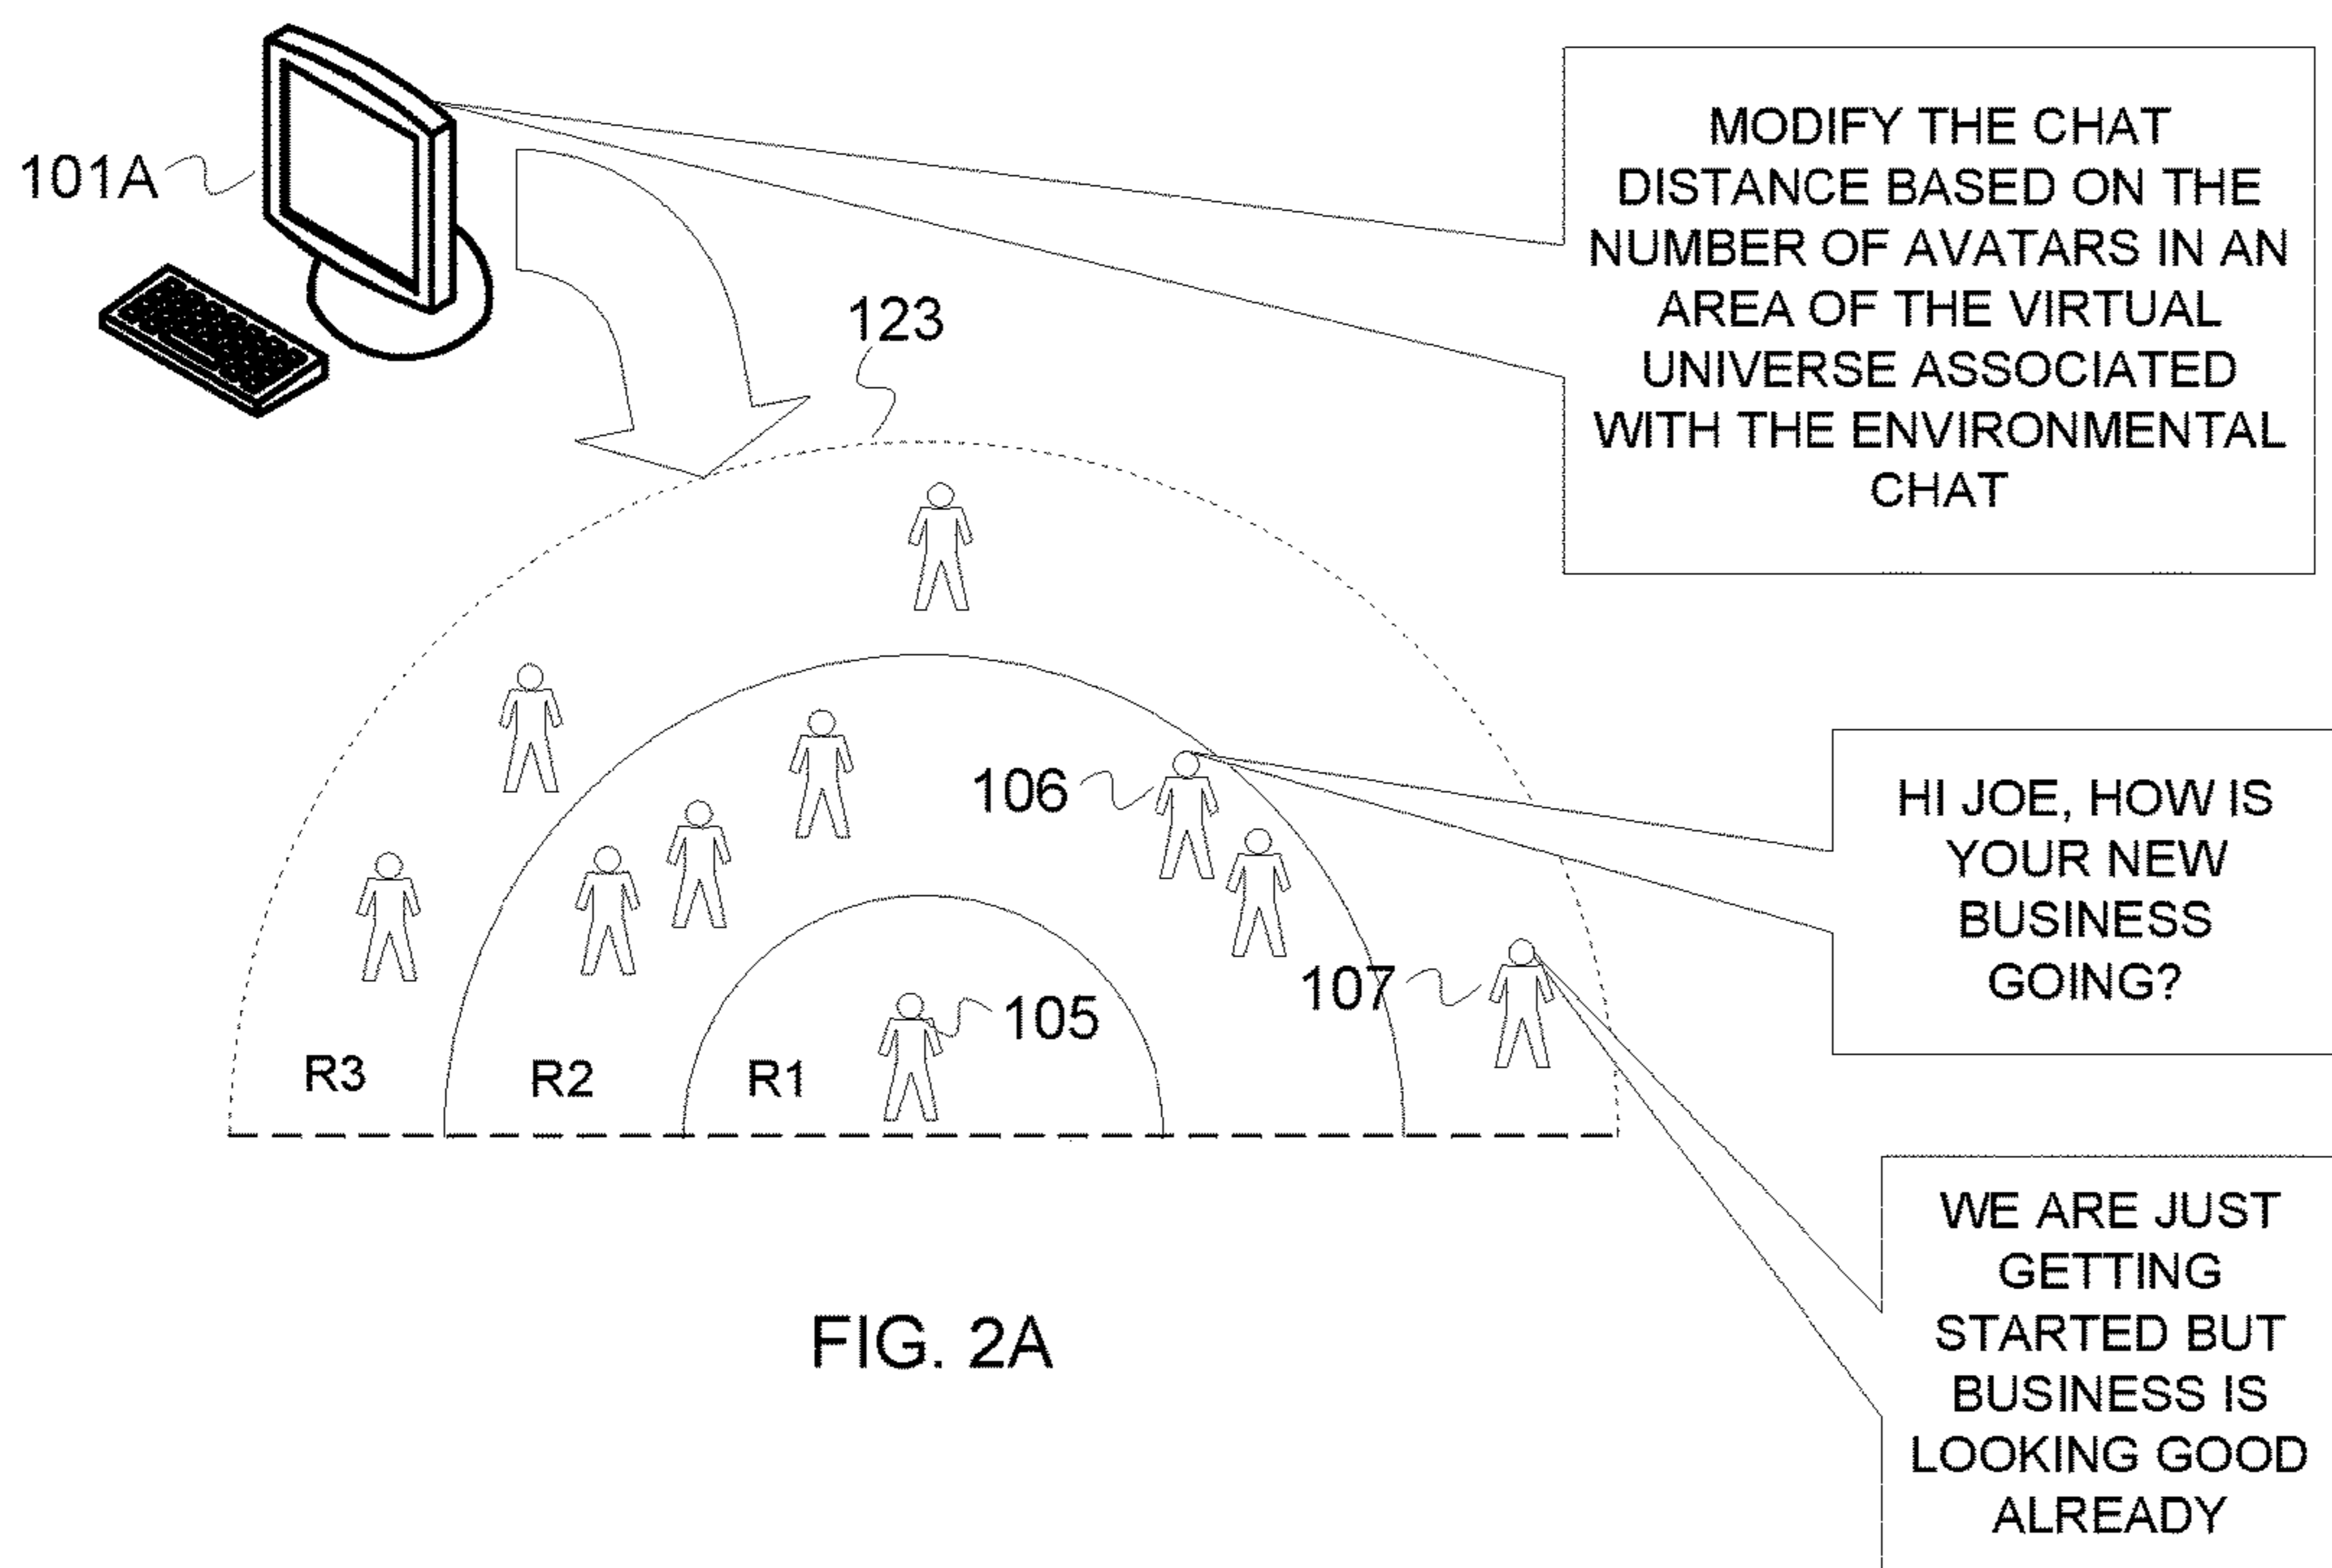 101A
MODIFY THE CHAT
DISTANCE BASED ON THE
NUMBER OF AVATARS IN AN
AREA OF THE VIRTUAL
UNIVERSE ASSOCIATED
WITH THE ENVIRONMENTAL
CHAT
123
106
HI JOE, HOW IS
YOUR NEW
BUSINESS
GOING?
107
105
R3
R2
R1
WE ARE JUST
GETTING
STARTED BUT
BUSINESS IS
LOOKING GOOD
ALREADY
FIG. 2A